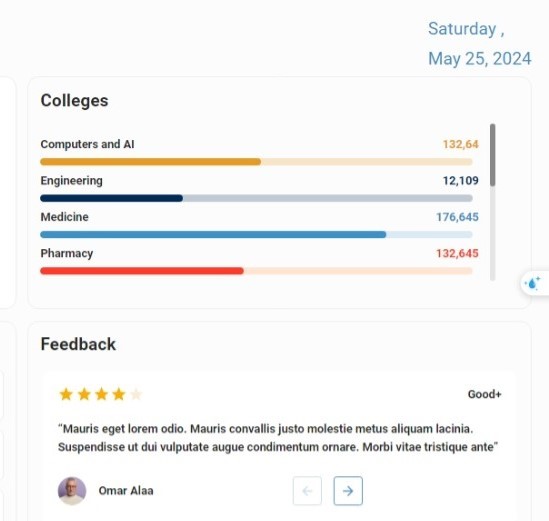 Saturday ,
May 25, 2024
Colleges
Computers and AI 132,64
Engineering 12,109
Medicine 176,645
Pharmacy 132,645
Feedback
Good+
“Mauris eget lorem odio. Mauris convallis justo molestie metus aliquam lacinia.
Suspendisse ut dui vulputate augue condimentum ornare. Morbi vitae tristique ante”
Omar Alaa